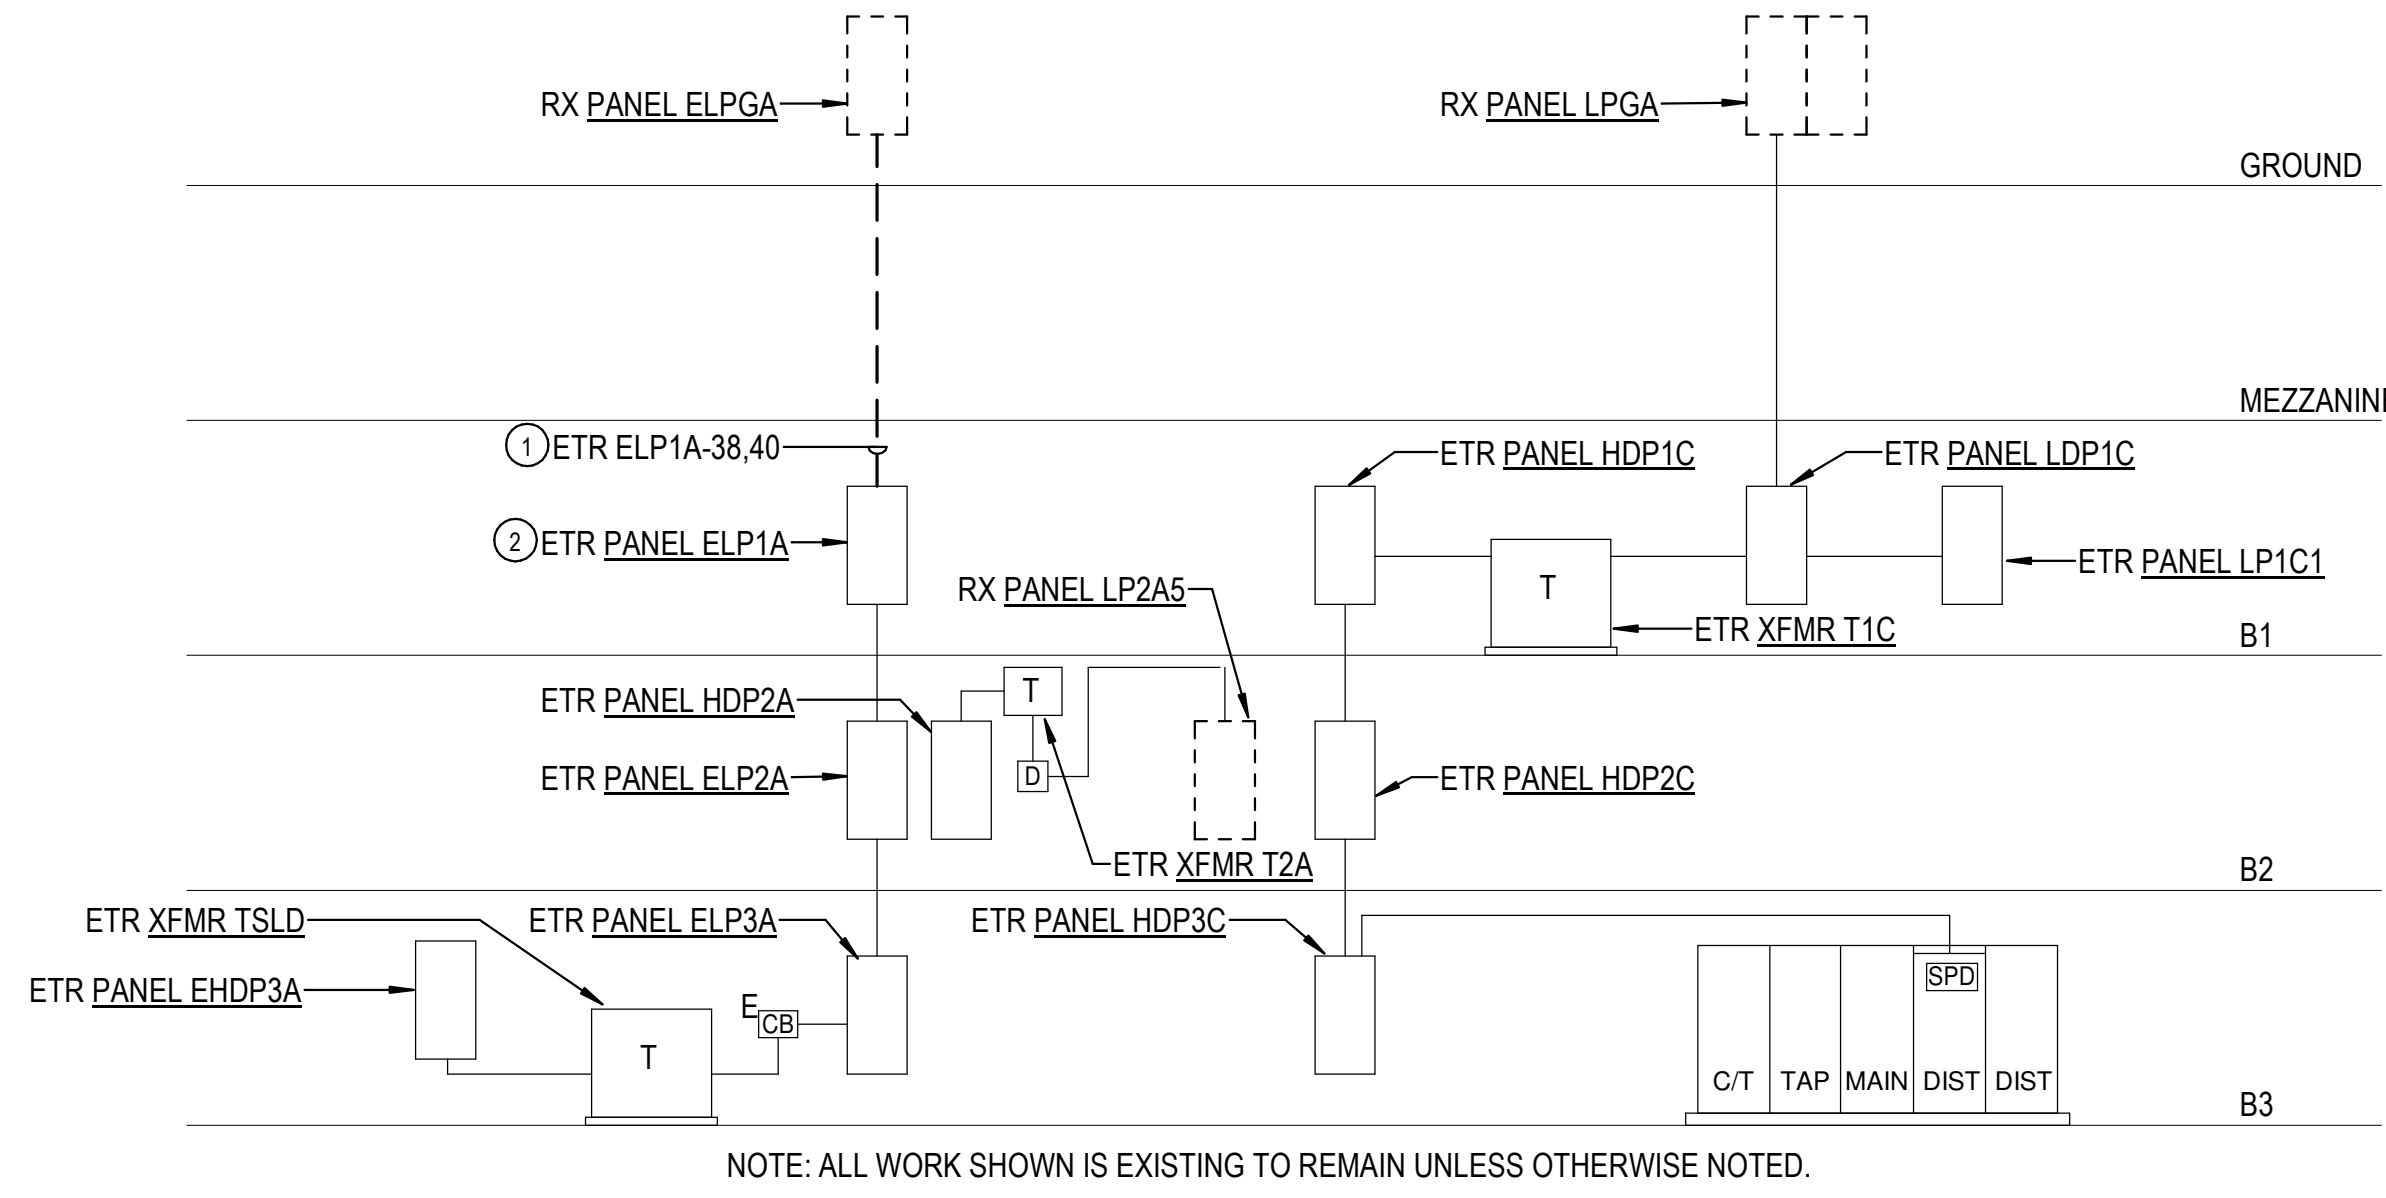 RX PANEL ELPGA
RX PANEL LPGA
GROUND
MEZZANINE
1 ETR ELP1A-38,40
ETR PANEL HDP1C
ETR PANEL LDP1C
2 ETR PANEL ELP1A
ETR PANEL LP1C1
RX PANEL LP2A5
T
ETR XFMR T1C
B1
ETR PANEL HDP2A
T
ETR PANEL ELP2A
D
ETR PANEL HDP2C
ETR XFMR T2A
B2
ETR XFMR TSLD
ETR PANEL ELP3A
ETR PANEL HDP3C
ETR PANEL EHDP3A
SPD
E
CB
T
C/T
TAP
MAIN
DIST
DIST
B3
NOTE: ALL WORK SHOWN IS EXISTING TO REMAIN UNLESS OTHERWISE NOTED.